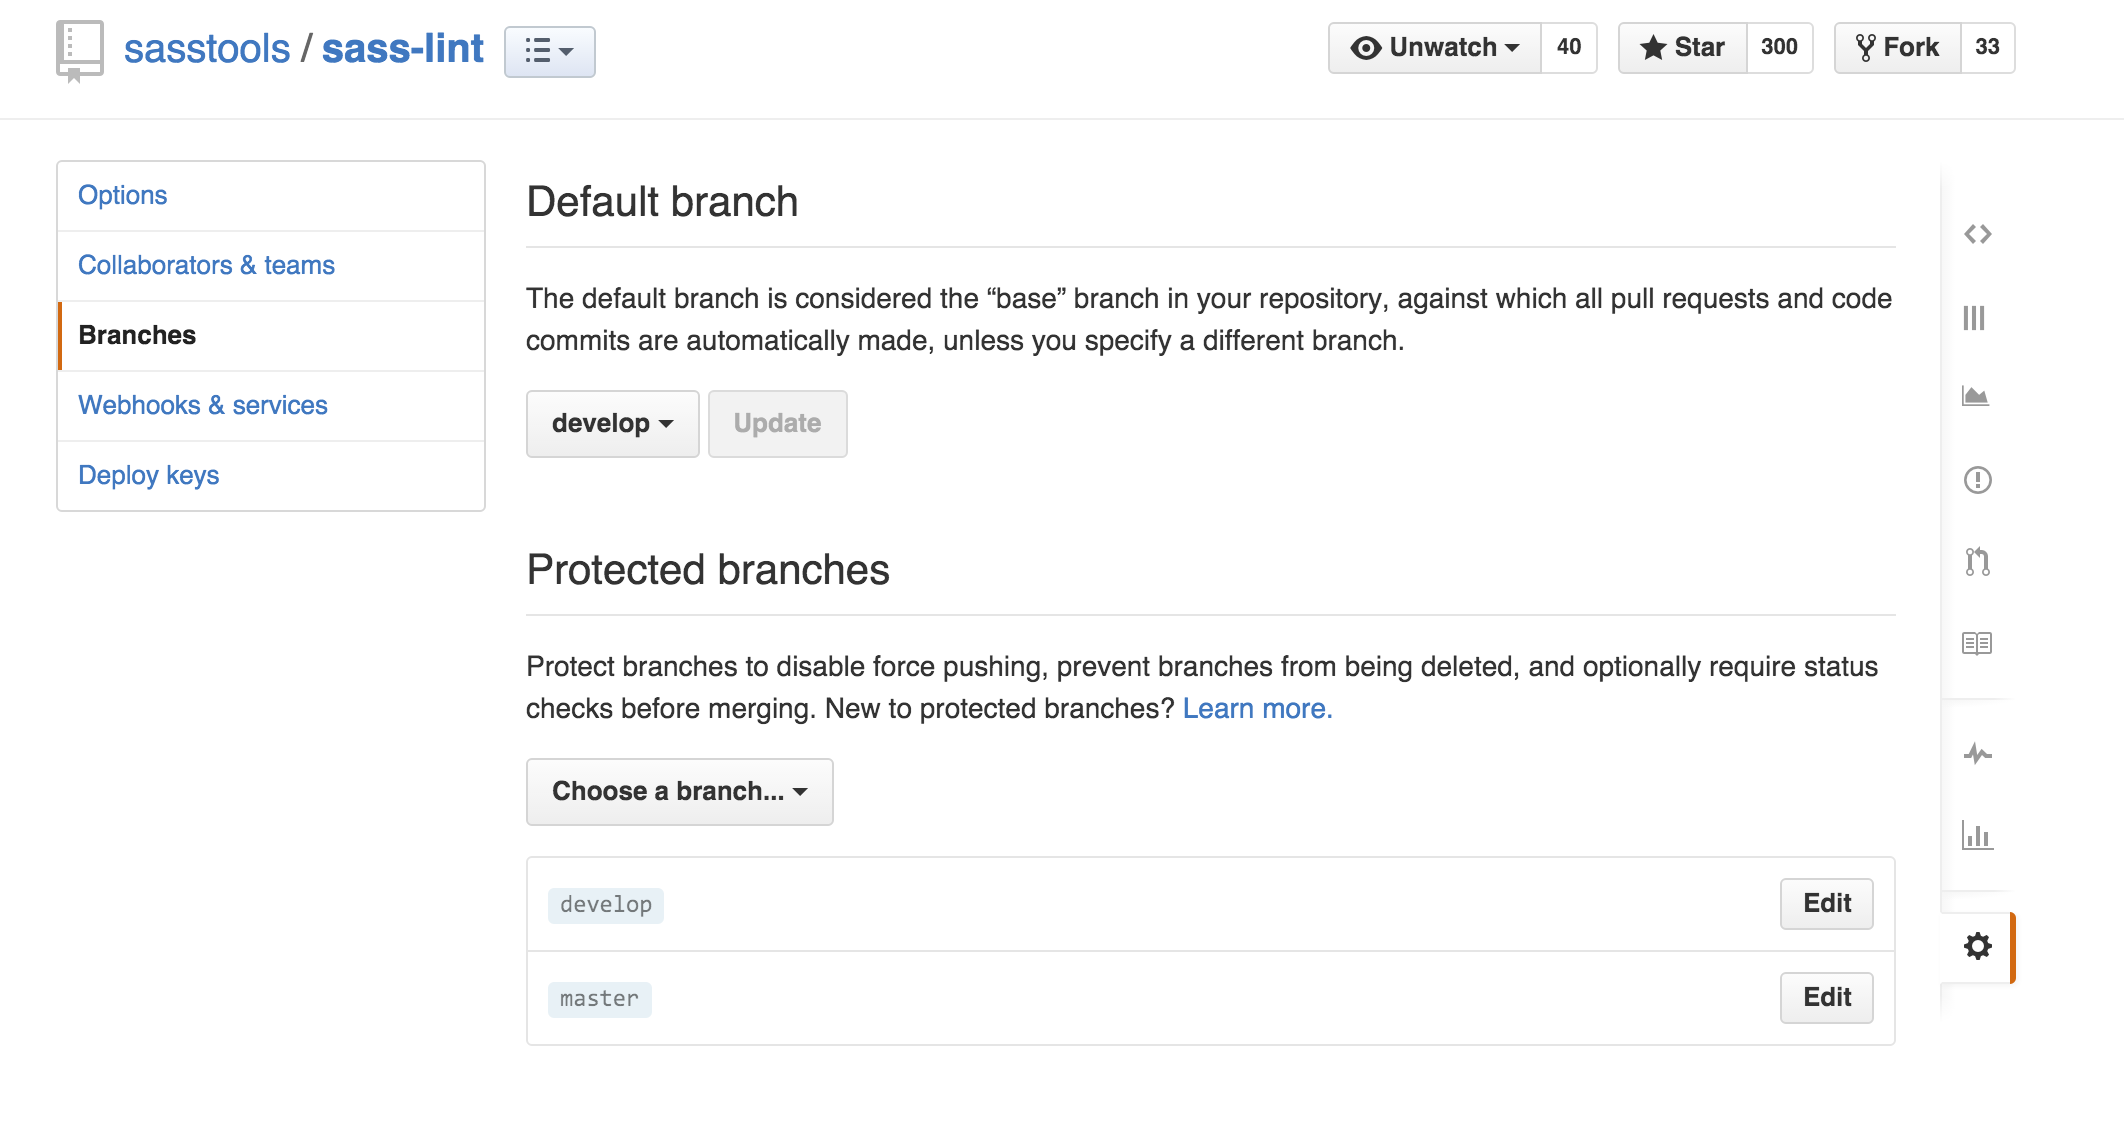 sasstools / sass-lint
Unwatch 40 Star 300 Fork 33
Options
Collaborators & teams
Branches
Webhooks & services
Deploy keys
Default branch
The default branch is considered the “base” branch in your repository, against which all pull requests and code
commits are automatically made, unless you specify a different branch.
develop Update
Protected branches
Protect branches to disable force pushing, prevent branches from being deleted, and optionally require status
checks before merging. New to protected branches? Learn more.
Choose a branch...
develop Edit
master Edit